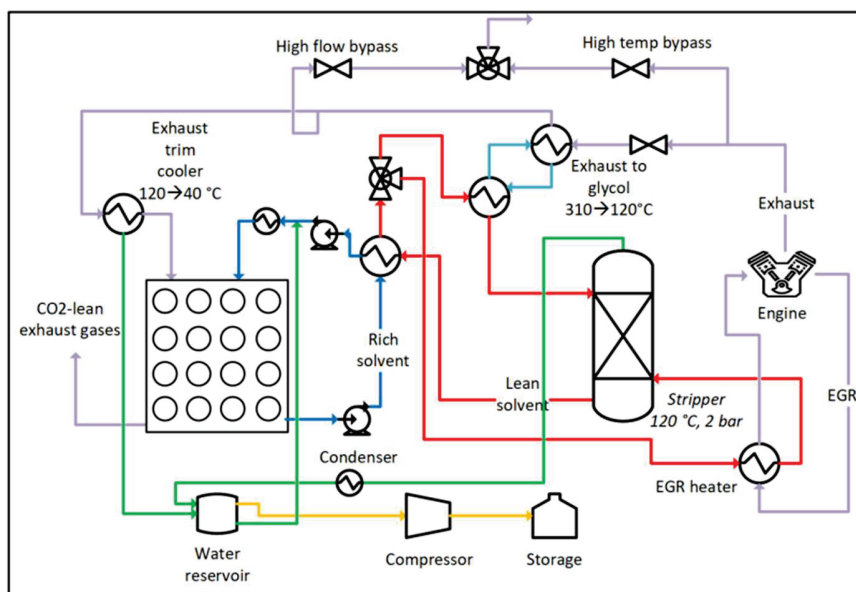 High flow bypass
High temp bypass
Exhaust
trim
cooler
120→40 °C
Exhaust to
glycol
310→120°C
Exhaust
CO2-lean
exhaust gases
Engine
Rich
solvent
Lean
solvent
Stripper
120 °C, 2 bar
EGR
Condenser
EGR heater
Water
reservoir
Compressor
Storage